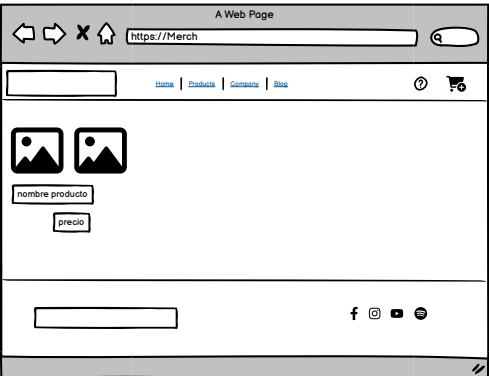 A Web Page
https://Merch
Home | Products | Company | Blog
nombre producto
precio